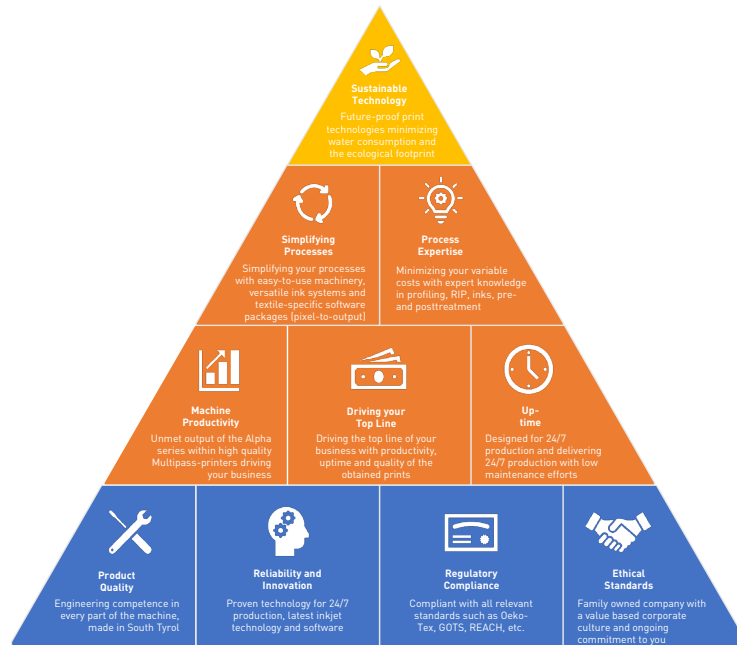 Sustainable
Technology
Future-proof print
technologies minimizing
water consumption and
the ecological footprint
Simplifying
Processes
Simplifying your processes
with easy-to-use machinery,
versatile ink systems and
textile-specific software
packages (pixel-to-output)
Process
Expertise
Minimizing your variable
costs with expert knowledge
in profiling, RIP, inks, pre-
and posttreatment
Machine
Productivity
Unmet output of the Alpha
series within high quality
Multipass-printers driving
your business
Driving your
Top Line
Driving the top line of your
business with productivity,
uptime and quality of the
obtained prints
Up-
time
Designed for 24/7
production and delivering
24/7 production with low
maintenance efforts
Product
Quality
Engineering competence in
every part of the machine,
made in South Tyrol
Reliability and
Innovation
Proven technology for 24/7
production, latest inkjet
technology and software
Regulatory
Compliance
Compliant with all relevant
standards such as Oeko-
Tex, GOTS, REACH, etc.
Ethical
Standards
Family owned company with
a value based corporate
culture and ongoing
commitment to you